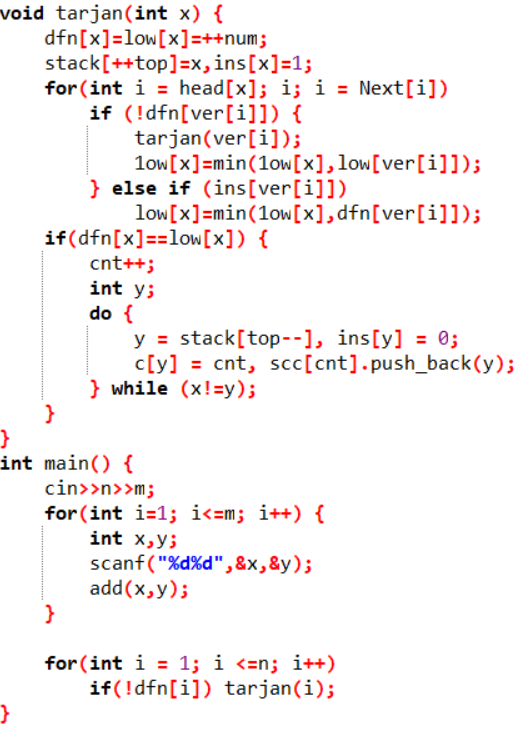 void tarjan(int x) {
    dfn[x]=low[x]=++num;
    stack[++top]=x,ins[x]=1;
    for(int i = head[x]; i; i = Next[i])
        if (!dfn[ver[i]]) {
            tarjan(ver[i]);
            1ow[x]=min(1ow[x],low[ver[i]]);
        } else if (ins[ver[i]])
            low[x]=min(1ow[x],dfn[ver[i]]);
    if(dfn[x]==low[x]) {
        cnt++;
        int y;
        do {
            y = stack[top--], ins[y] = 0;
            c[y] = cnt, scc[cnt].push_back(y);
        } while (x!=y);
    }
}
int main() {
    cin>>n>>m;
    for(int i=1; i<=m; i++) {
        int x,y;
        scanf("%d%d",&x,&y);
        add(x,y);
    }

    for(int i = 1; i <=n; i++)
        if(!dfn[i]) tarjan(i);
}